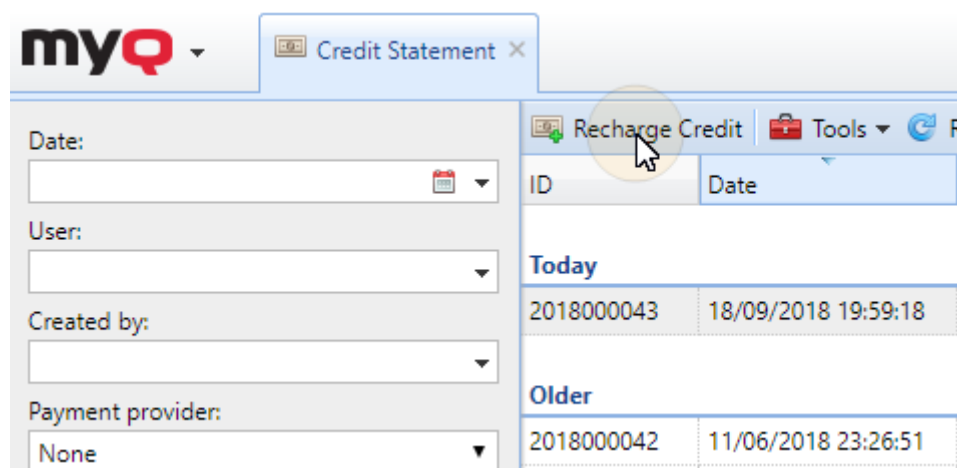 myQ
Credit Statement
Recharge Credit Tools
ID Date
Date:
User:
Created by:
Payment provider:
None
Today
2018000043 18/09/2018 19:59:18
Older
2018000042 11/06/2018 23:26:51